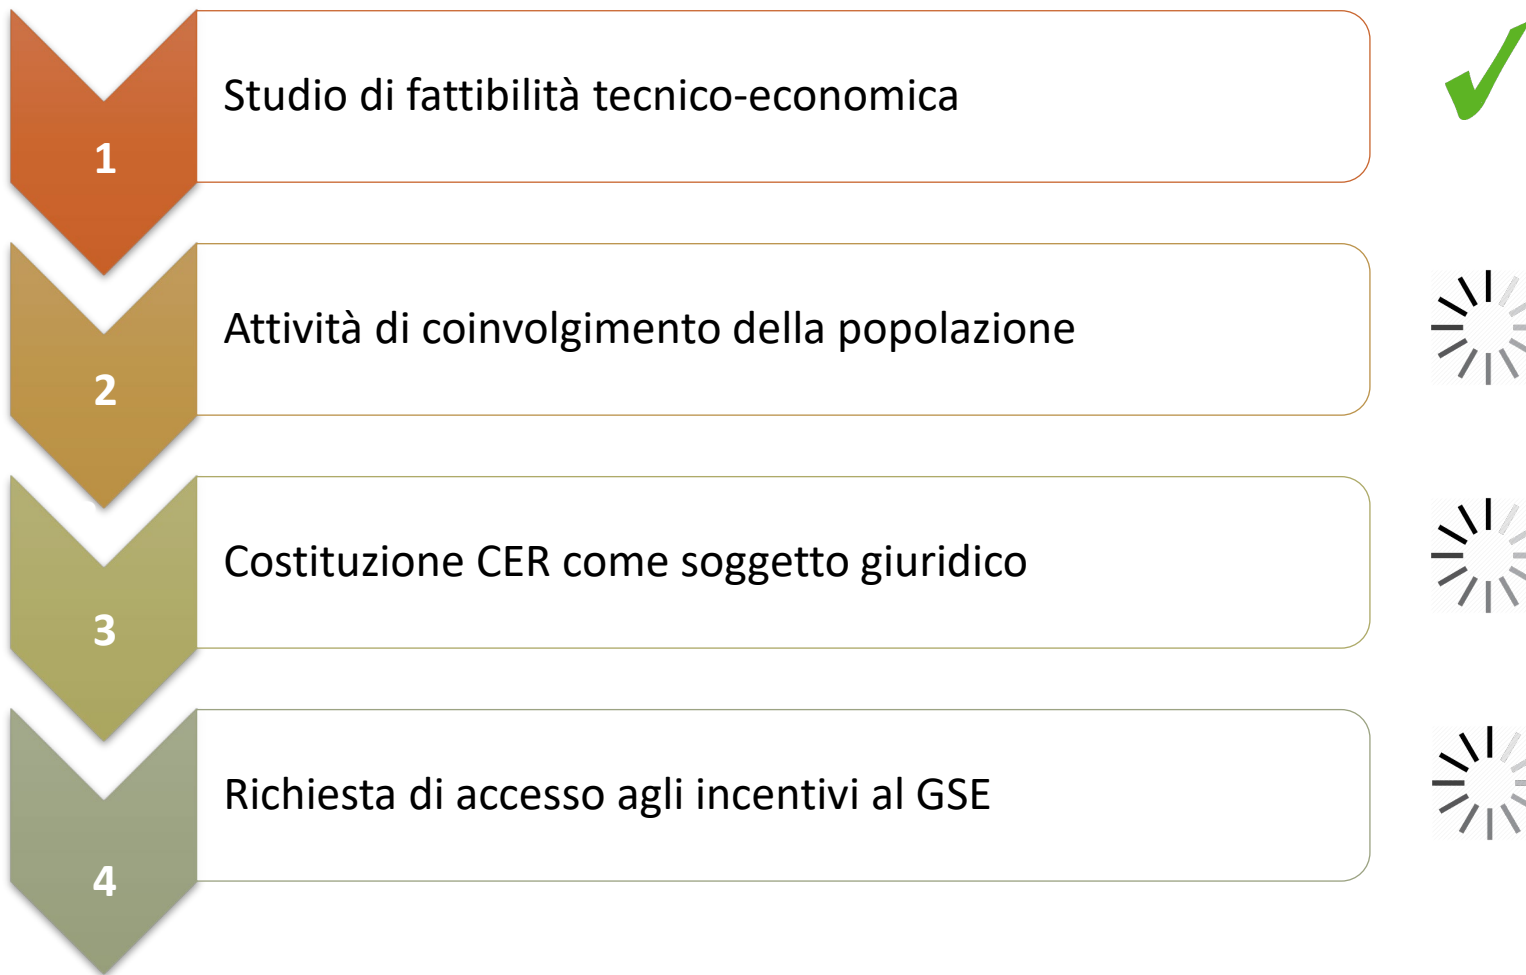 1
Studio di fattibilità tecnico-economica
2
Attività di coinvolgimento della popolazione
3
Costituzione CER come soggetto giuridico
4
Richiesta di accesso agli incentivi al GSE